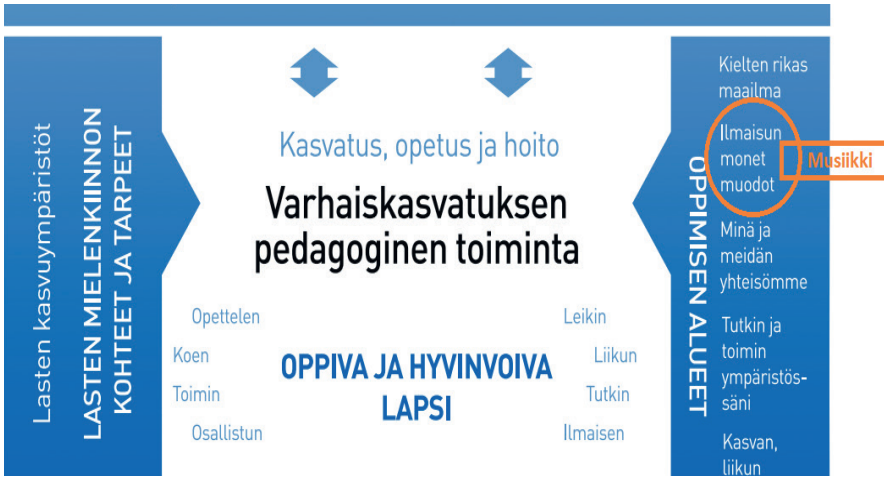 Lasten kasvuympäristöt
LASTEN MIELENKIINNON
KOHTEET JA TARPEET
Kasvatus, opetus ja hoito
Varhaiskasvatuksen
pedagoginen toiminta
Opettelen
Koen
Toimin
Osallistun
OPPIVA JA HYVINVOIVA
LAPSI
Leikin
Liikun
Tutkin
Ilmaisen
OPPIMISEN ALUEET
Kielten rikas
maailma
Ilmaisun
monet
muodot
Musiikki
Minä ja
meidän
yhteisömme
Tutkin ja
toimin
ympäristös-
säni
Kasvan,
liikun